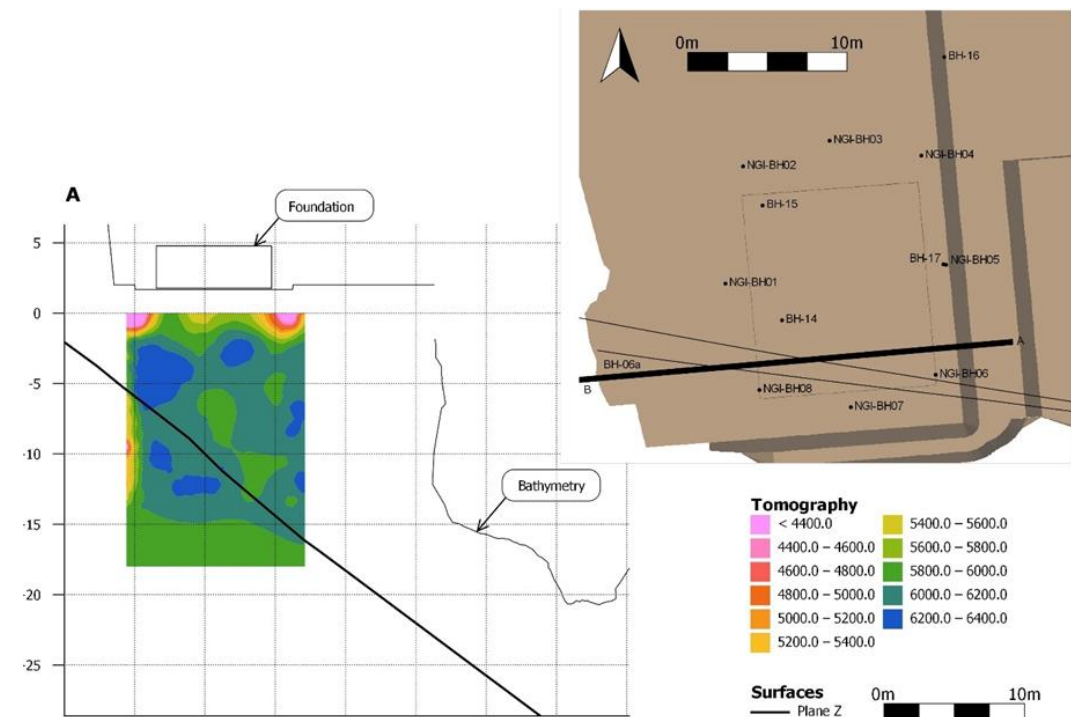 0m
10m
BH-16
NGI-BH03
NGI-BH04
NGI-BH02
BH-15
BH-17
NGI-BH05
NGI-BH01
BH-14
A
BH-06a
B
NGI-BH06
NGI-BH08
NGI-BH07
A
Foundation
5
0
-5
-10
-15
-20
-25
Bathymetry
Tomography
< 4400.0
4400.0 – 4600.0
4600.0 – 4800.0
4800.0 – 5000.0
5000.0 – 5200.0
5200.0 – 5400.0
5400.0 – 5600.0
5600.0 – 5800.0
5800.0 – 6000.0
6000.0 – 6200.0
6200.0 – 6400.0
Surfaces
Plane Z
0m
10m